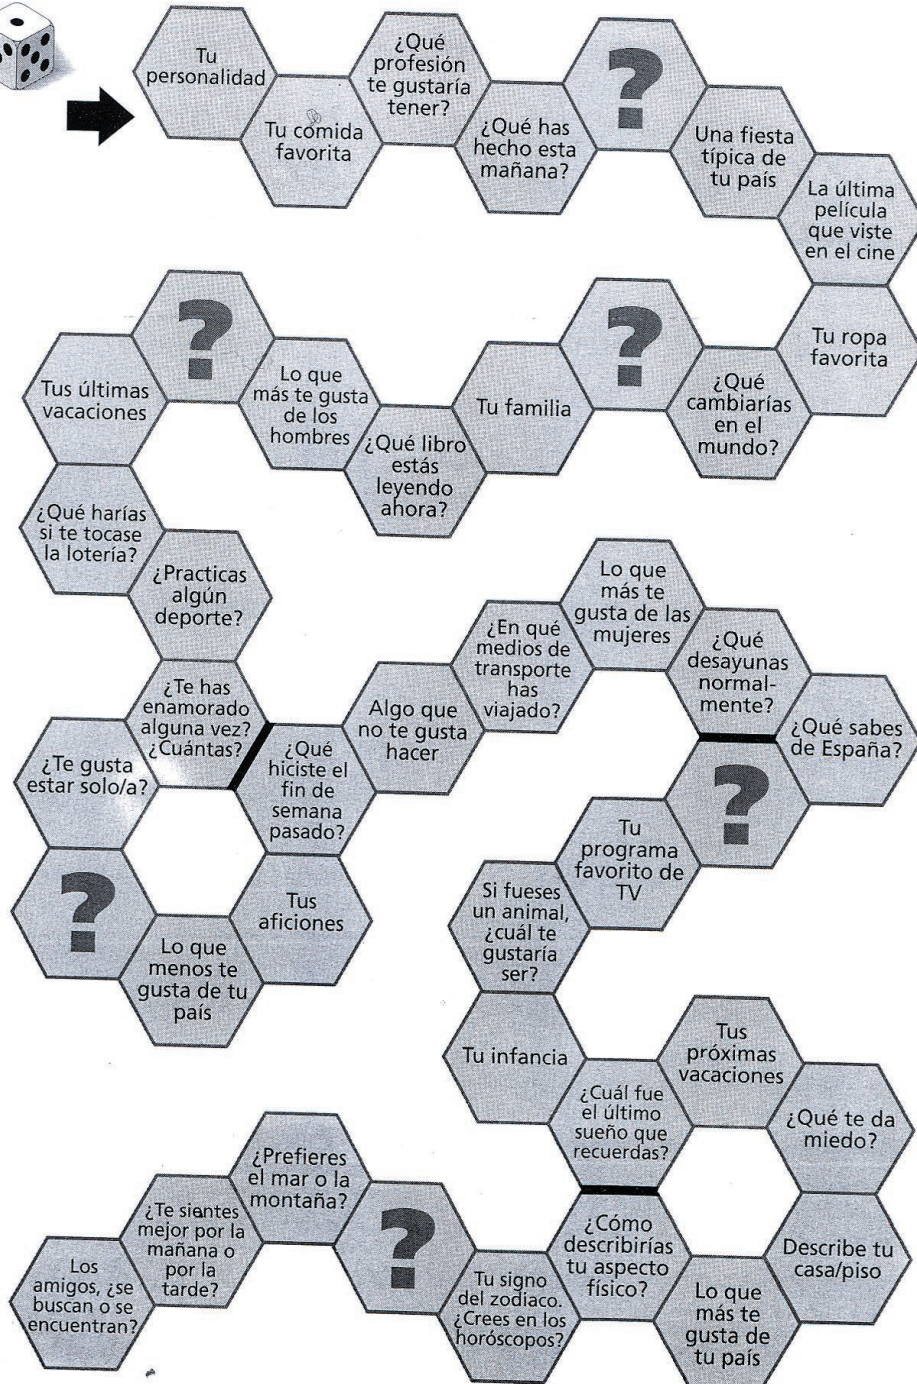 Tu
personalidad
Tu comida
favorita
¿Qué
profesión
te gustaría
tener?
¿Qué has
hecho esta
mañana?
?
Una fiesta
típica de
tu país
La última
película
que viste
en el cine
Tu ropa
favorita
¿Qué
cambiarías
en el
mundo?
?
Tu familia
¿Qué libro
estás
leyendo
ahora?
Lo que
más te gusta
de los
hombres
?
Tus últimas
vacaciones
¿Qué harías
si te tocase
la lotería?
¿Practicas
algún
deporte?
¿Te has
enamorado
alguna vez?
¿Cuántas?
¿Te gusta
estar solo/a?
?
Lo que
menos te
gusta de tu
país
Tus
aficiones
¿Qué
hiciste el
fin de
semana
pasado?
Algo que
no te gusta
hacer
¿En qué
medios de
transporte
has
viajado?
Lo que
más te
gusta de las
mujeres
¿Qué
desayunas
normal-
mente?
¿Qué sabes
de España?
?
Tu
programa
favorito de
TV
Si fueses
un animal,
¿cuál te
gustaría
ser?
Tu infancia
¿Cuál fue
el último
sueño que
recuerdas?
Tus
próximas
vacaciones
¿Qué te da
miedo?
Describe tu
casa/piso
Lo que
más te
gusta de
tu país
¿Cómo
describirías
tu aspecto
físico?
Tu signo
del zodiaco.
¿Crees en los
horóscopos?
?
¿Prefieres
el mar o la
montaña?
¿Te sientes
mejor por la
mañana o
por la
tarde?
Los
amigos, ¿se
buscan o se
encuentran?